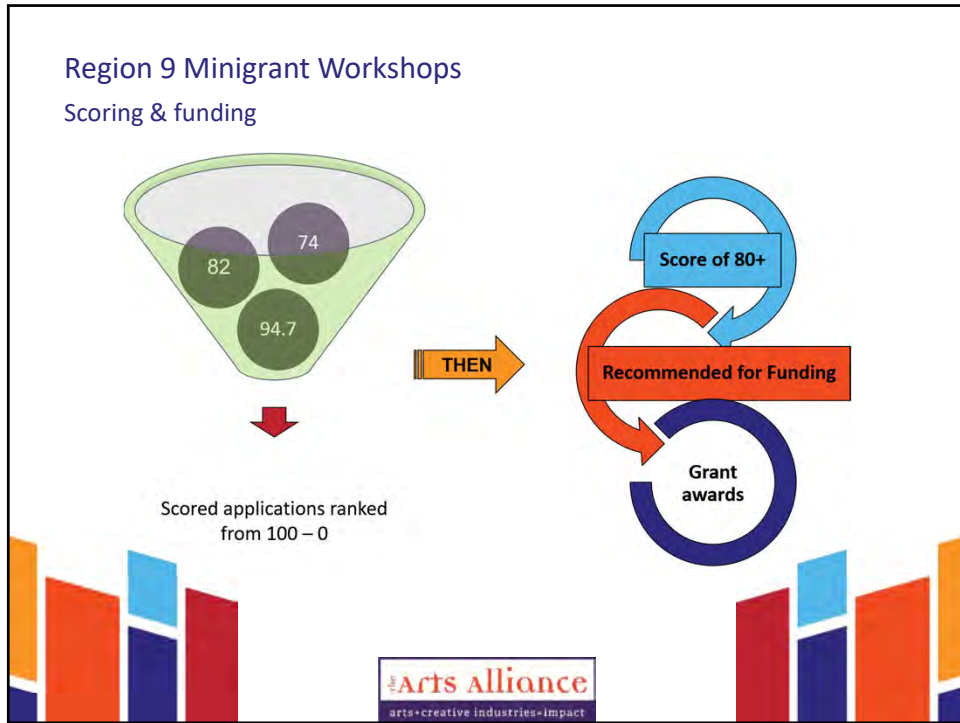 Region 9 Minigrant Workshops
Scoring & funding
74
82
94.7
THEN
Scored applications ranked
from 100 – 0
Score of 80+
Recommended for Funding
Grant
awards
the Arts Alliance
arts•creative industries=impact